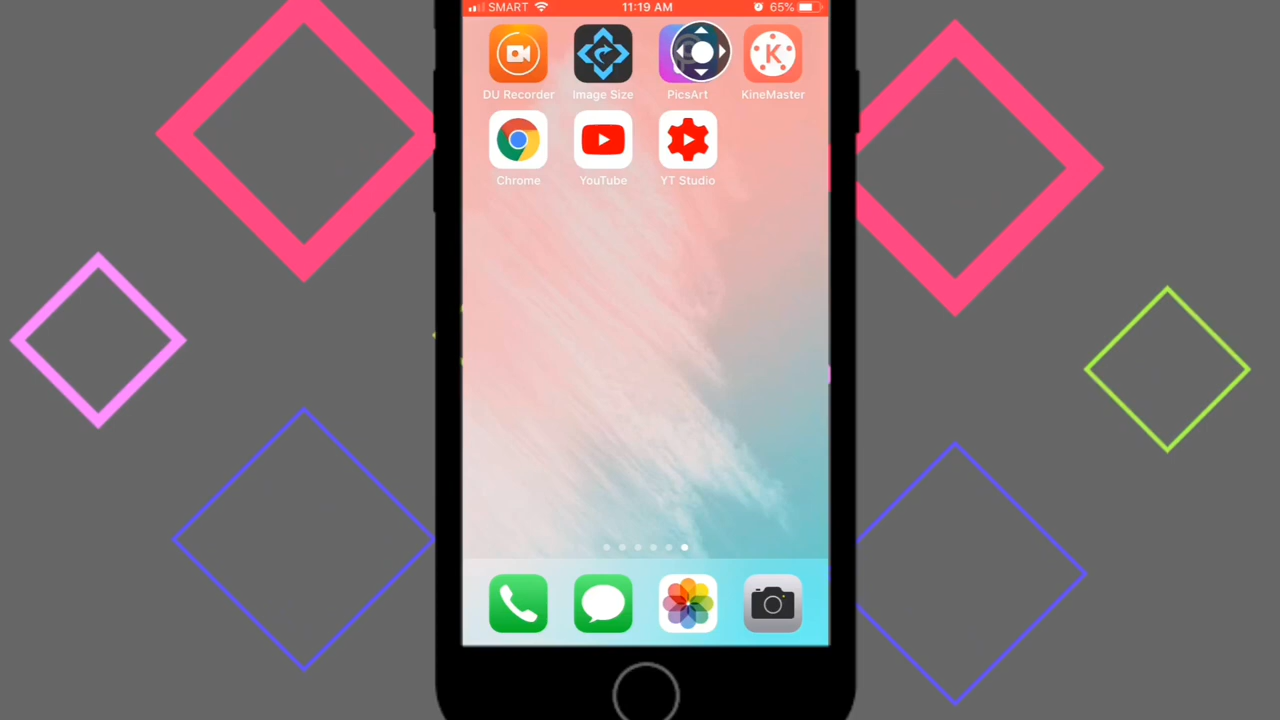 SMART 11:19 AM 65%
DU Recorder Image Size PicsArt KineMaster
Chrome YouTube YT Studio